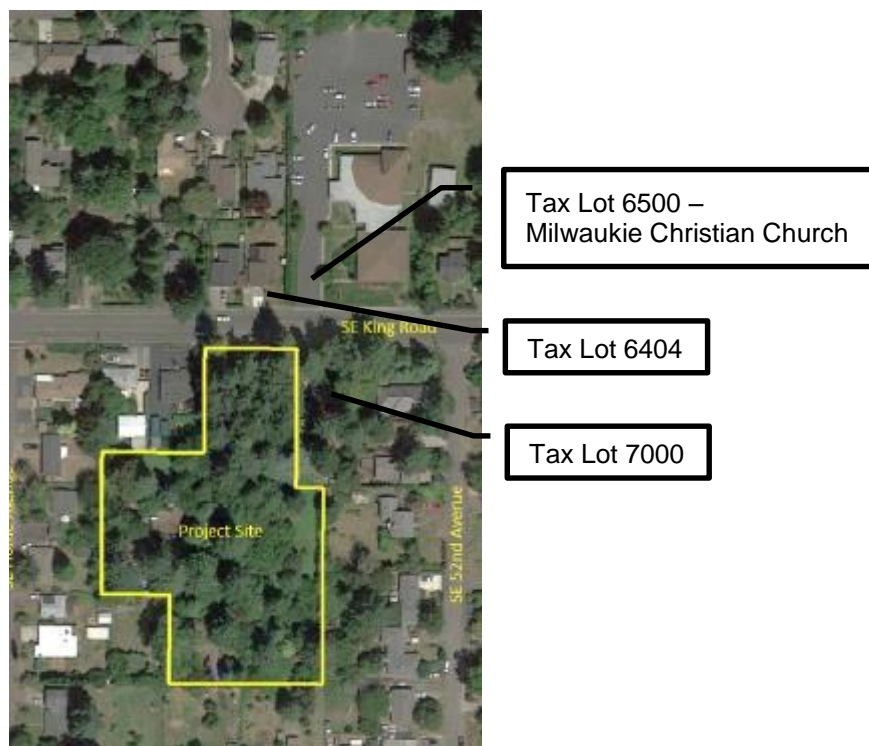 Tax Lot 6500 –
Milwaukie Christian Church
SE King Road
Tax Lot 6404
Tax Lot 7000
Project Site
SE 52nd Avenue